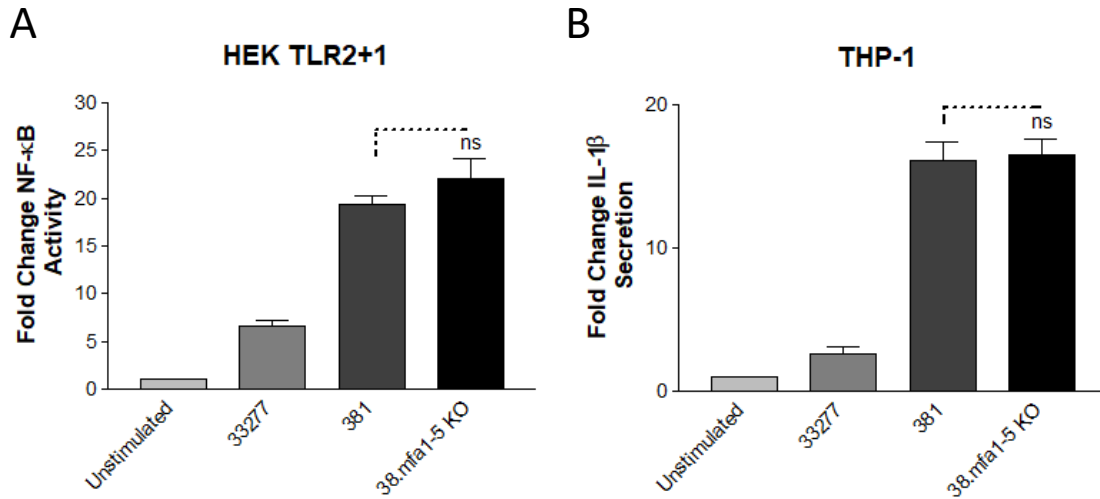 A
HEK TLR2+1
Fold Change NF-κB
Activity
30
25
20
15
10
5
0
ns
Unstimulated
33277
381
38.mfa1-5 KO
B
THP-1
Fold Change IL-1β
Secretion
20
10
0
ns
Unstimulated
33277
381
38.mfa1-5 KO